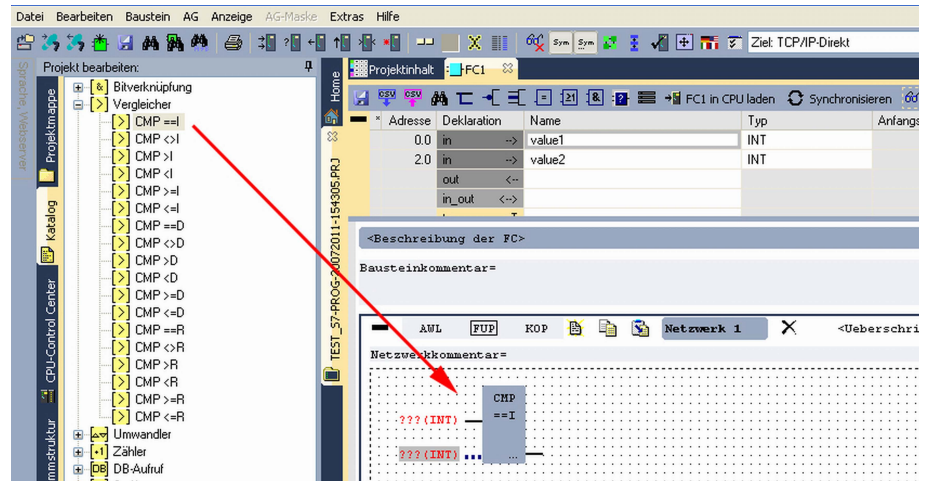 Datei Bearbeiten Baustein AG Anzeige AG-Maske Extras Hilfe
Sym Sym Ziel: TCP/IP-Direkt
Projekt bearbeiten:
Projektinhalt FC1
CSV CSV FC1 in CPU laden Synchronisieren
Sprache, Webserver
Projektmappe
Katalog
CPU-Control Center
mmstruktur
Home
TEST_S7-PROG-20072011-154305.PRJ
Bitverknüpfung
Vergleicher
CMP ==I
CMP <>I
CMP >I
CMP <I
CMP >=I
CMP <=I
CMP ==D
CMP <>D
CMP >D
CMP <D
CMP >=D
CMP <=D
CMP ==R
CMP <>R
CMP >R
CMP <R
CMP >=R
CMP <=R
Umwandler
Zähler
DB DB-Aufruf
* Adresse Deklaration Name Typ Anfangs
0.0 in --> value1 INT
2.0 in --> value2 INT
out <--
in_out <-->
<Beschreibung der FC>
Bausteinkommentar=
AWL FUP KOP Netzwerk 1 <Ueberschri
Netzwerkkommentar=
CMP
==I
???(INT)
???(INT) ...